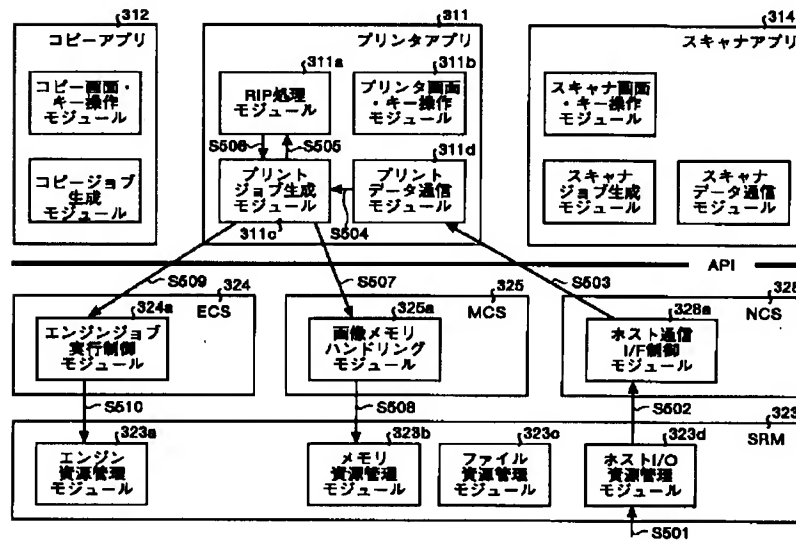 312
コピーアプリ
コピー画面・
キー操作
モジュール
コピージョブ
生成
モジュール
311
プリンタアプリ
311a
RIP処理
モジュール
311b
プリンタ画面
・キー操作
モジュール
S506
S505
311d
プリント
ジョブ生成
モジュール
プリント
データ通信
モジュール
311c
S504
314
スキャナアプリ
スキャナ画面
・キー操作
モジュール
スキャナ
ジョブ生成
モジュール
スキャナ
データ通信
モジュール
API
S509
S507
S503
324
ECS
324a
エンジンジョブ
実行制御
モジュール
325
MCS
325a
画像メモリ
ハンドリング
モジュール
328
NCS
328a
ホスト通信
I/F制御
モジュール
S510
S508
S502
323
SRM
323a
エンジン
資源管理
モジュール
323b
メモリ
資源管理
モジュール
323c
ファイル
資源管理
モジュール
323d
ホストI/O
資源管理
モジュール
S501